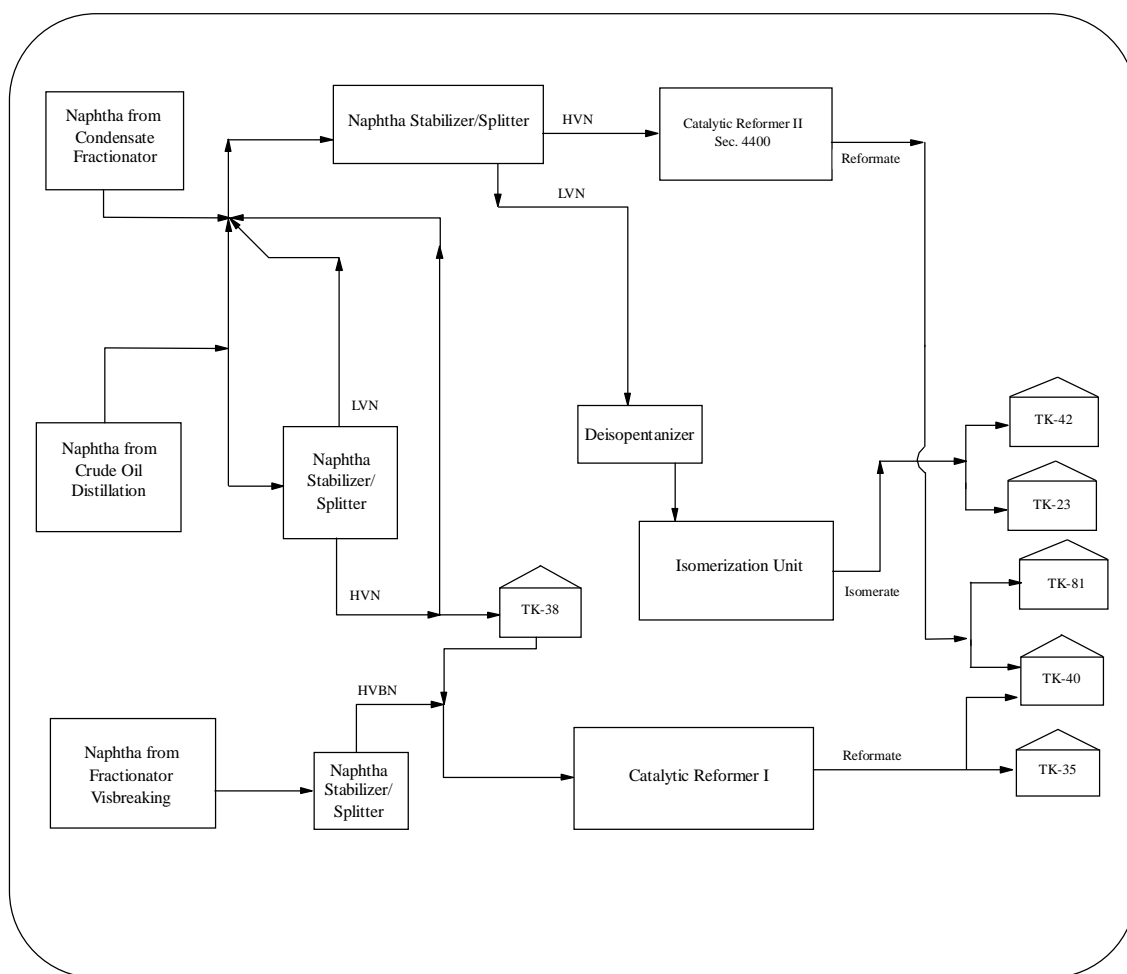 Naphtha from
Condensate
Fractionator
Naphtha Stabilizer/Splitter
HVN
Catalytic Reformer II
Sec. 4400
Reformate
LVN
LVN
Naphtha from
Crude Oil
Distillation
Naphtha
Stabilizer/
Splitter
Deisopentanizer
TK-42
TK-23
Isomerization Unit
Isomerate
TK-81
HVN
TK-38
TK-40
HVBN
Naphtha from
Fractionator
Visbreaking
Naphtha
Stabilizer/
Splitter
Catalytic Reformer I
Reformate
TK-35